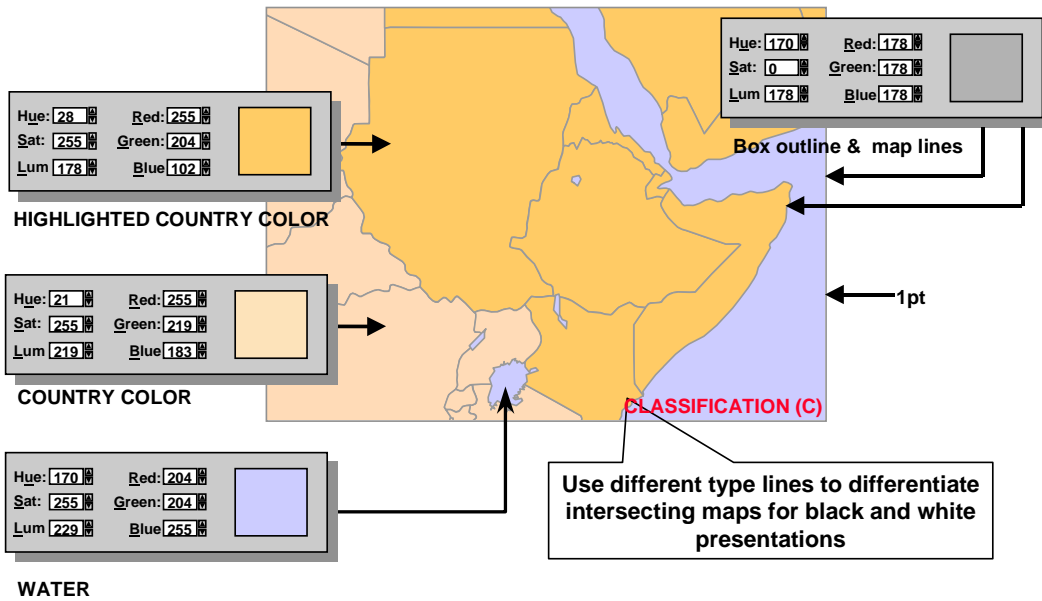 Hue: 170 Red: 178
Sat: 0 Green: 178
Lum 178 Blue 178
Box outline & map lines
Hue: 28 Red: 255
Sat: 255 Green: 204
Lum 178 Blue 102
HIGHLIGHTED COUNTRY COLOR
Hue: 21 Red: 255
Sat: 255 Green: 219
Lum 219 Blue 183
COUNTRY COLOR
1pt
CLASSIFICATION (C)
Hue: 170 Red: 204
Sat: 255 Green: 204
Lum 229 Blue 255
WATER
Use different type lines to differentiate
intersecting maps for black and white
presentations